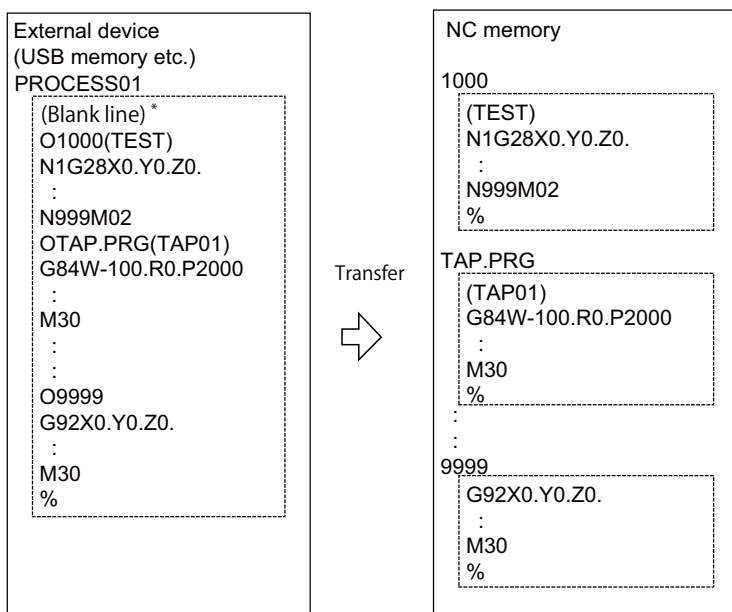 External device
(USB memory etc.)
PROCESS01
(Blank line) *
O1000(TEST)
N1G28X0.Y0.Z0.
:
N999M02
OTAP.PRG(TAP01)
G84W-100.R0.P2000
:
M30
:
:
O9999
G92X0.Y0.Z0.
:
M30
%
Transfer
NC memory
1000
(TEST)
N1G28X0.Y0.Z0.
:
N999M02
%
TAP.PRG
(TAP01)
G84W-100.R0.P2000
:
M30
%
:
:
9999
G92X0.Y0.Z0.
:
M30
%